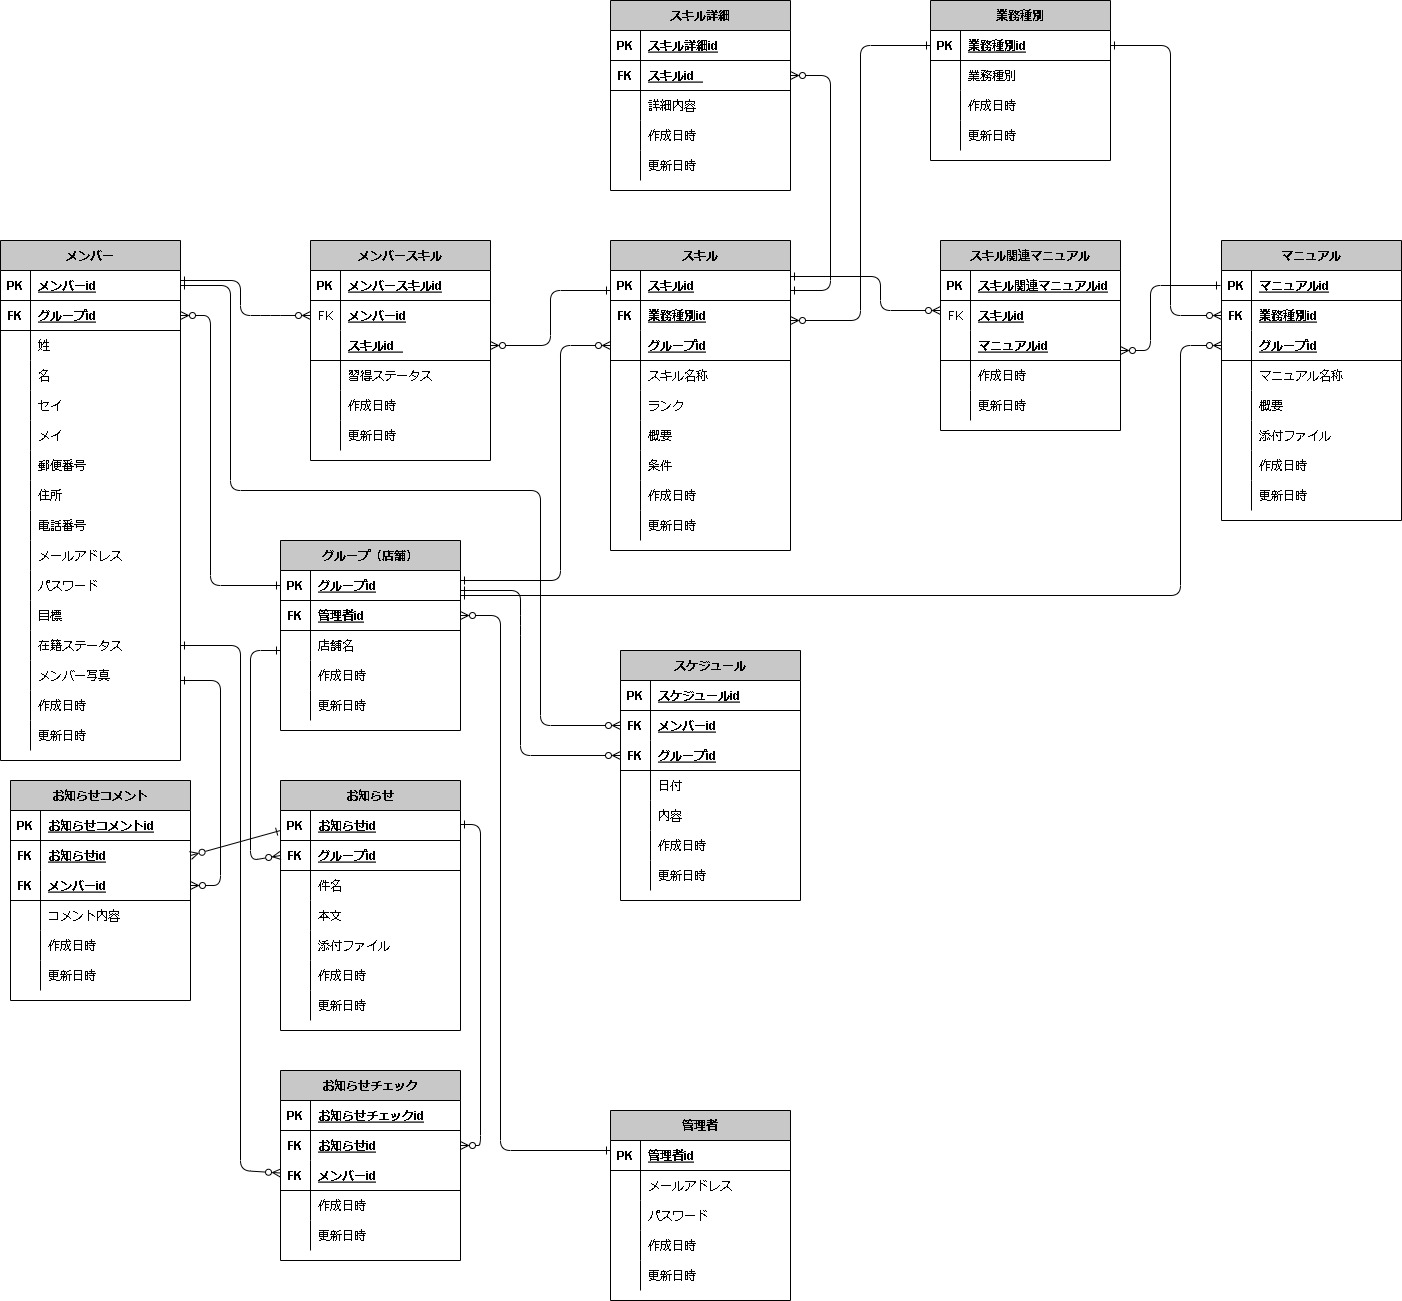 スキル詳細
PK スキル詳細id
FK スキルid
詳細内容
作成日時
更新日時
業務種別
PK 業務種別id
業務種別
作成日時
更新日時
メンバー
PK メンバーid
FK グループid
姓
名
セイ
メイ
郵便番号
住所
電話番号
メールアドレス
パスワード
目標
在籍ステータス
メンバー写真
作成日時
更新日時
メンバースキル
PK メンバースキルid
FK メンバーid
スキルid
習得ステータス
作成日時
更新日時
スキル
PK スキルid
FK 業務種別id
グループid
スキル名称
ランク
概要
条件
作成日時
更新日時
スキル関連マニュアル
PK スキル関連マニュアルid
FK スキルid
マニュアルid
作成日時
更新日時
マニュアル
PK マニュアルid
FK 業務種別id
グループid
マニュアル名称
概要
添付ファイル
作成日時
更新日時
グループ（店舗）
PK グループid
FK 管理者id
店舗名
作成日時
更新日時
スケジュール
PK スケジュールid
FK メンバーid
FK グループid
日付
内容
作成日時
更新日時
お知らせコメント
PK お知らせコメントid
FK お知らせid
FK メンバーid
コメント内容
作成日時
更新日時
お知らせ
PK お知らせid
FK グループid
件名
本文
添付ファイル
作成日時
更新日時
お知らせチェック
PK お知らせチェックid
FK お知らせid
FK メンバーid
作成日時
更新日時
管理者
PK 管理者id
メールアドレス
パスワード
作成日時
更新日時